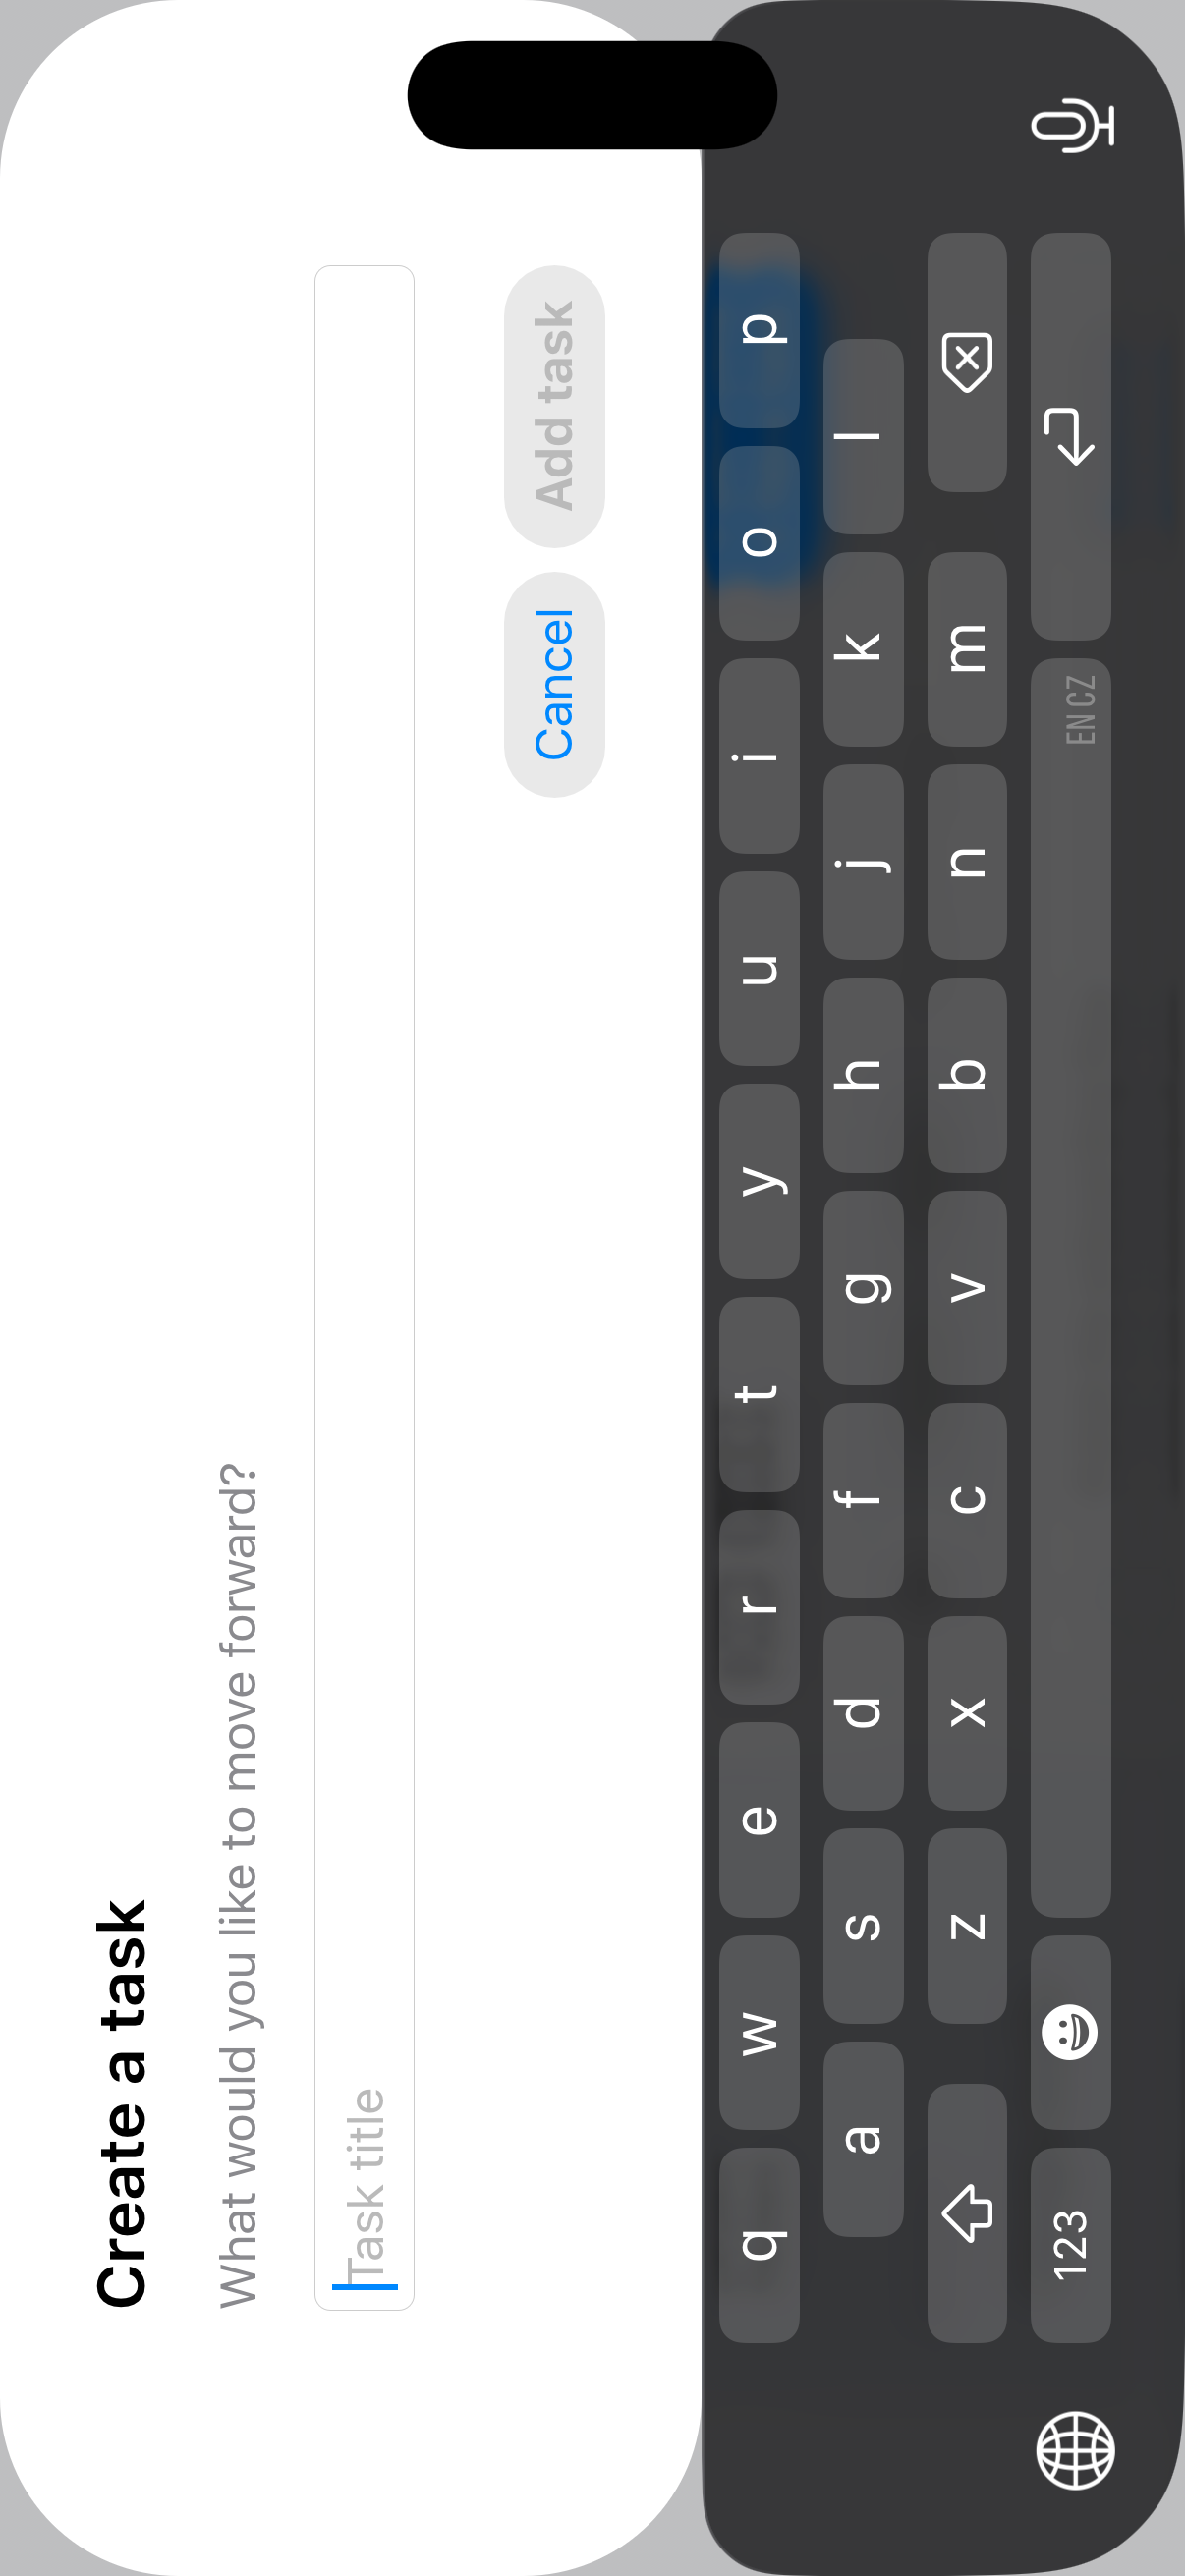 Create a task
What would you like to move forward?
Task title
Cancel Add task
q w e r t y u i o p
a s d f g h j k l
z x c v b n m
123 EN CZ